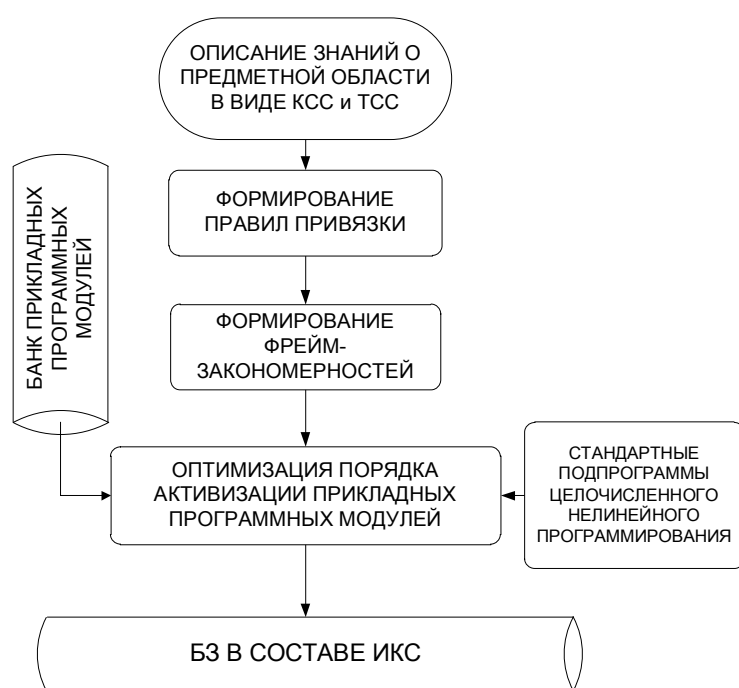 ОПИСАНИЕ ЗНАНИЙ О
ПРЕДМЕТНОЙ ОБЛАСТИ
В ВИДЕ КСС и ТСС
ФОРМИРОВАНИЕ
ПРАВИЛ ПРИВЯЗКИ
БАНК ПРИКЛАДНЫХ
ПРОГРАММНЫХ
МОДУЛЕЙ
ФОРМИРОВАНИЕ
ФРЕЙМ-
ЗАКОНОМЕРНОСТЕЙ
ОПТИМИЗАЦИЯ ПОРЯДКА
АКТИВИЗАЦИИ ПРИКЛАДНЫХ
ПРОГРАММНЫХ МОДУЛЕЙ
СТАНДАРТНЫЕ
ПОДПРОГРАММЫ
ЦЕЛОЧИСЛЕННОГО
НЕЛИНЕЙНОГО
ПРОГРАММИРОВАНИЯ
БЗ В СОСТАВЕ ИКС